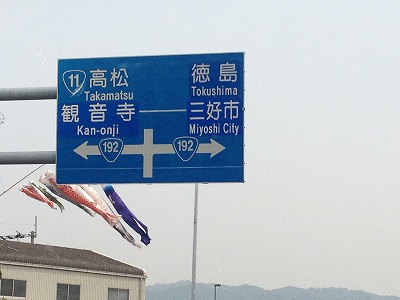 11 高松
Takamatsu
観音寺
Kan-onji
192
徳島
Tokushima
三好市
Miyoshi City
192